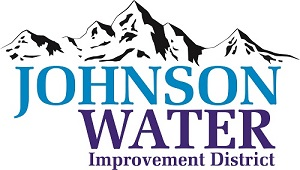 JOHNSON
WATER
Improvement District